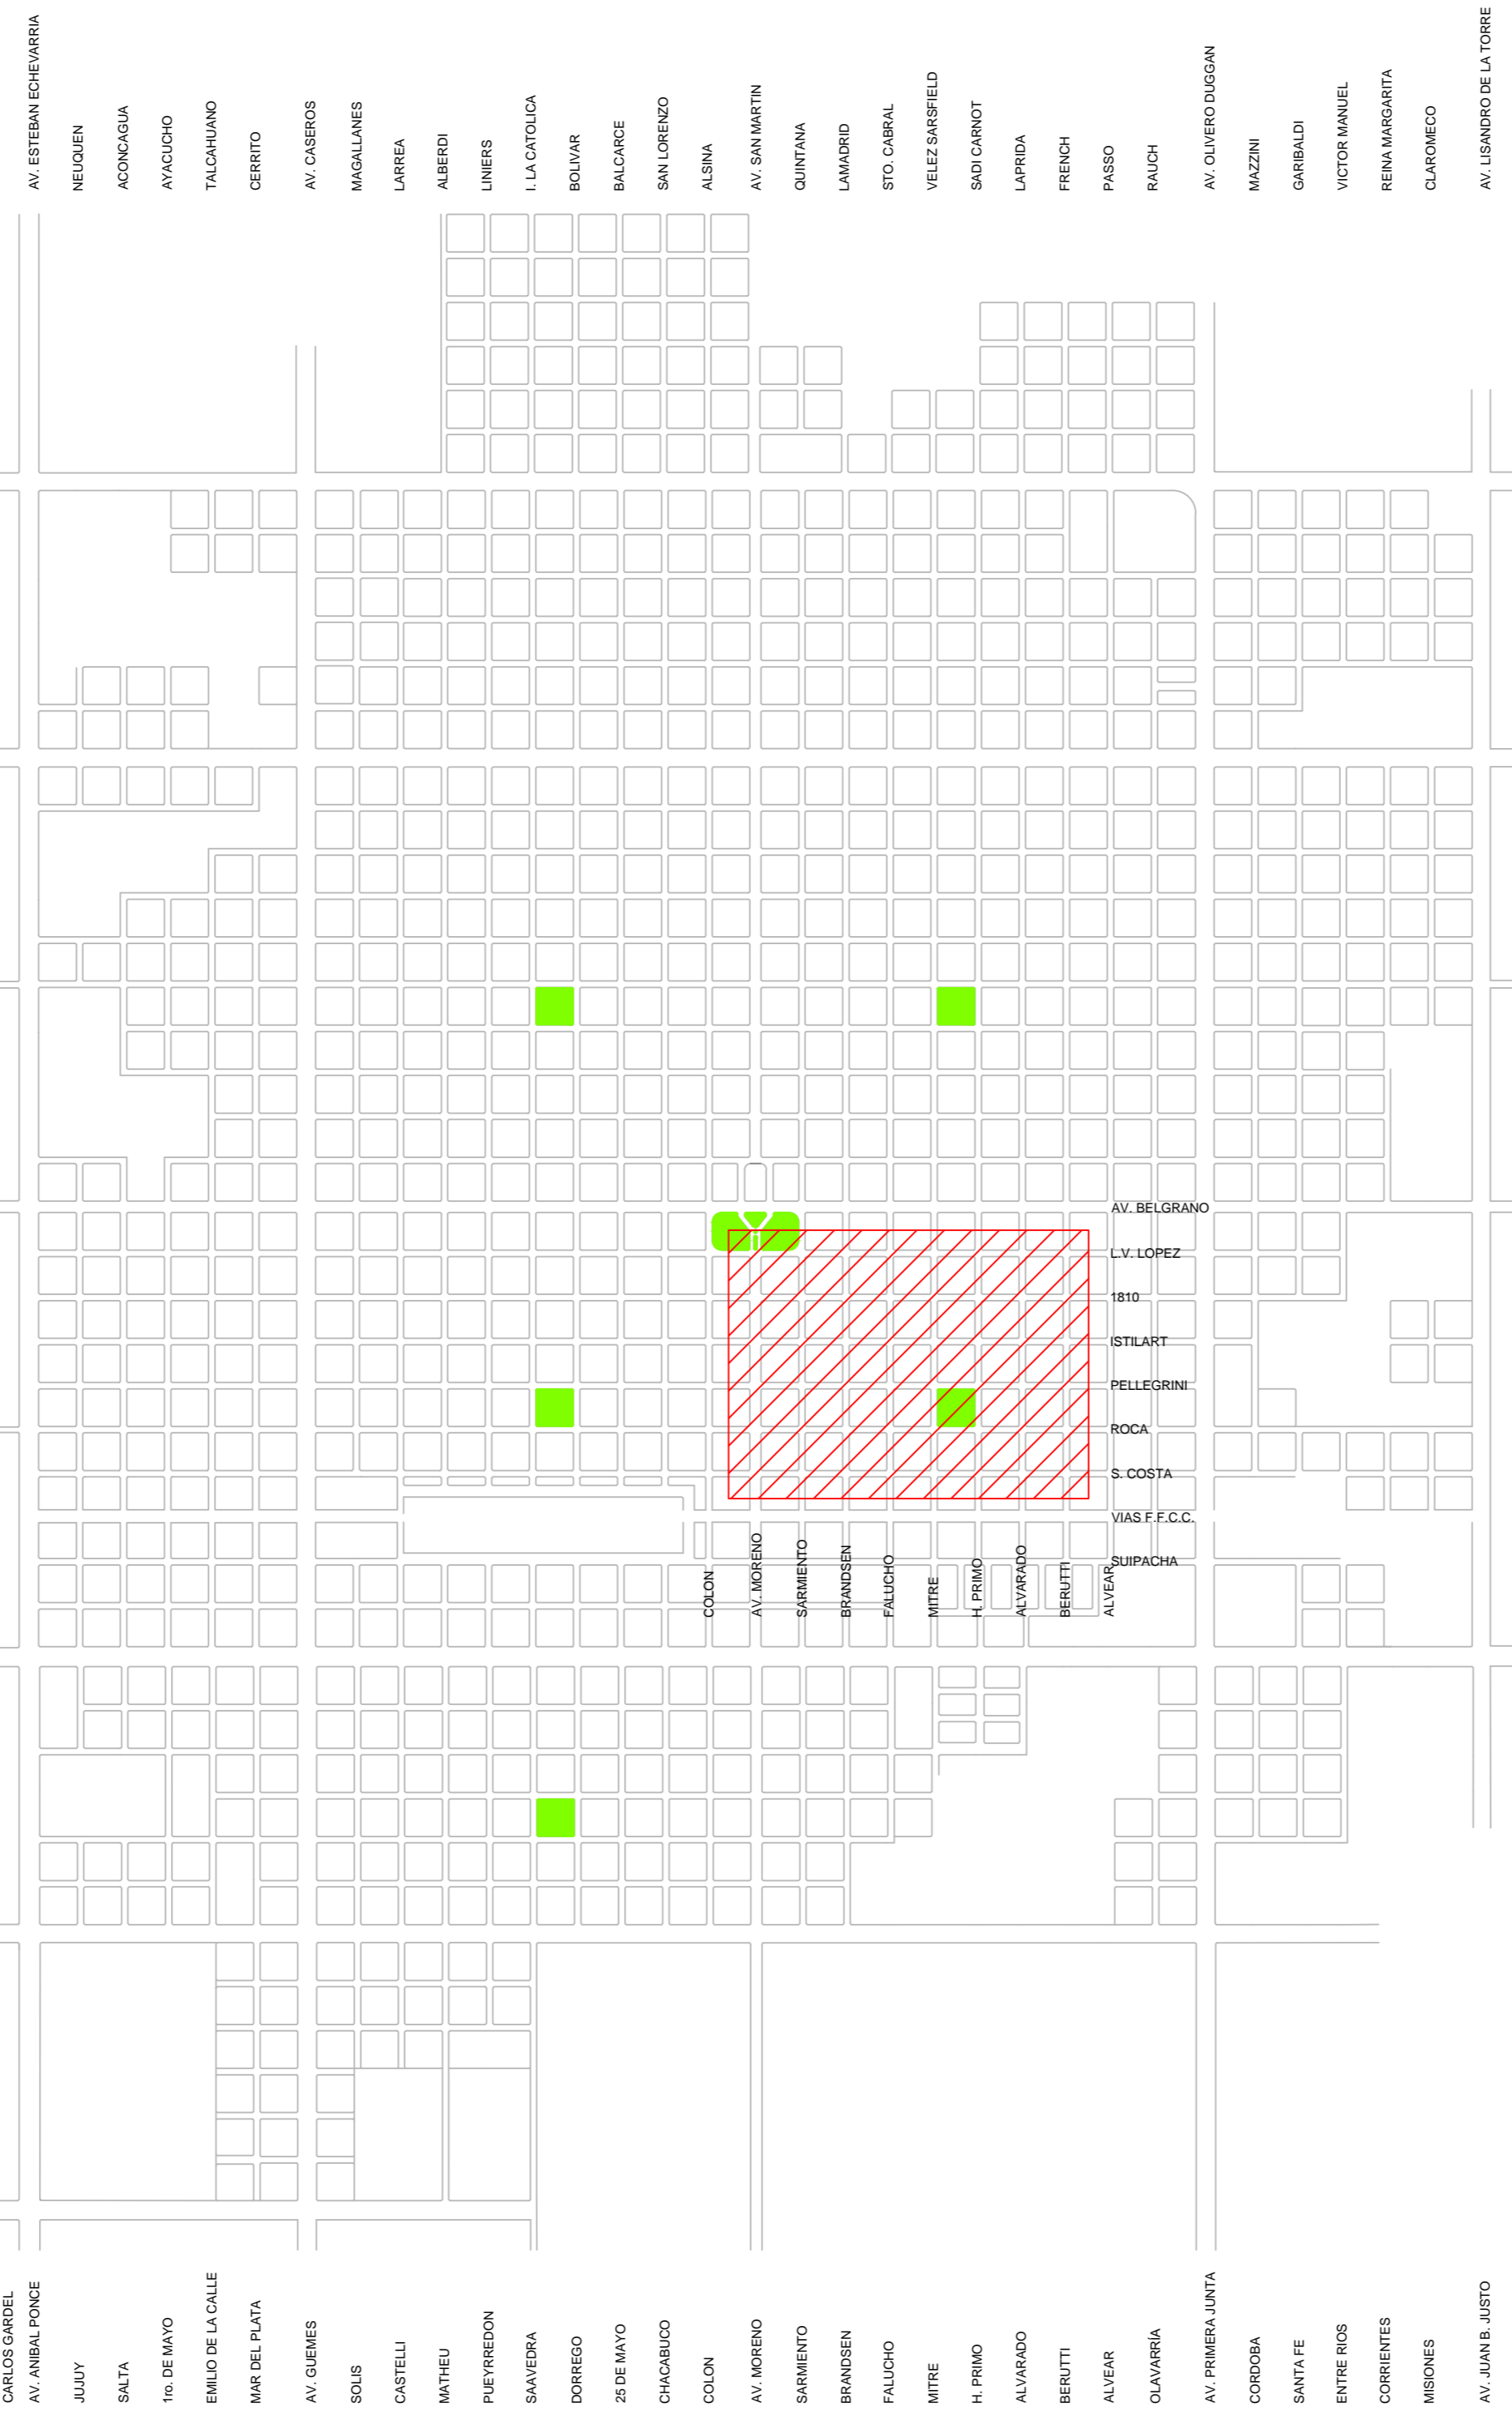 AV. ESTEBAN ECHEVARRIA
NEUQUEN
ACONCAGUA
AYACUCHO
TALCAHUANO
CERRITO
AV. CASEROS
MAGALLANES
LARREA
ALBERDI
LINIERS
I. LA CATOLICA
BOLIVAR
BALCARCE
SAN LORENZO
ALSINA
AV. SAN MARTIN
QUINTANA
LAMADRID
STO. CABRAL
VELEZ SARSFIELD
SADI CARNOT
LAPRIDA
FRENCH
PASSO
RAUCH
AV. OLIVERO DUGGAN
MAZZINI
GARIBALDI
VICTOR MANUEL
REINA MARGARITA
CLAROMECO
AV. LISANDRO DE LA TORRE
AV. BELGRANO
L.V. LOPEZ
1810
ISTILART
PELLEGRINI
ROCA
S. COSTA
VIAS F.F.C.C.
SUIPACHA
COLON
AV. MORENO
SARMIENTO
BRANDSEN
FALUCHO
MITRE
H. PRIMO
ALVARADO
BERUTTI
ALVEAR
CARLOS GARDEL
AV. ANIBAL PONCE
JUJUY
SALTA
1ro. DE MAYO
EMILIO DE LA CALLE
MAR DEL PLATA
AV. GUEMES
SOLIS
CASTELLI
MATHEU
PUEYRREDON
SAAVEDRA
DORREGO
25 DE MAYO
CHACABUCO
COLON
AV. MORENO
SARMIENTO
BRANDSEN
FALUCHO
MITRE
H. PRIMO
ALVARADO
BERUTTI
ALVEAR
OLAVARRÍA
AV. PRIMERA JUNTA
CORDOBA
SANTA FE
ENTRE RIOS
CORRIENTES
MISIONES
AV. JUAN B. JUSTO